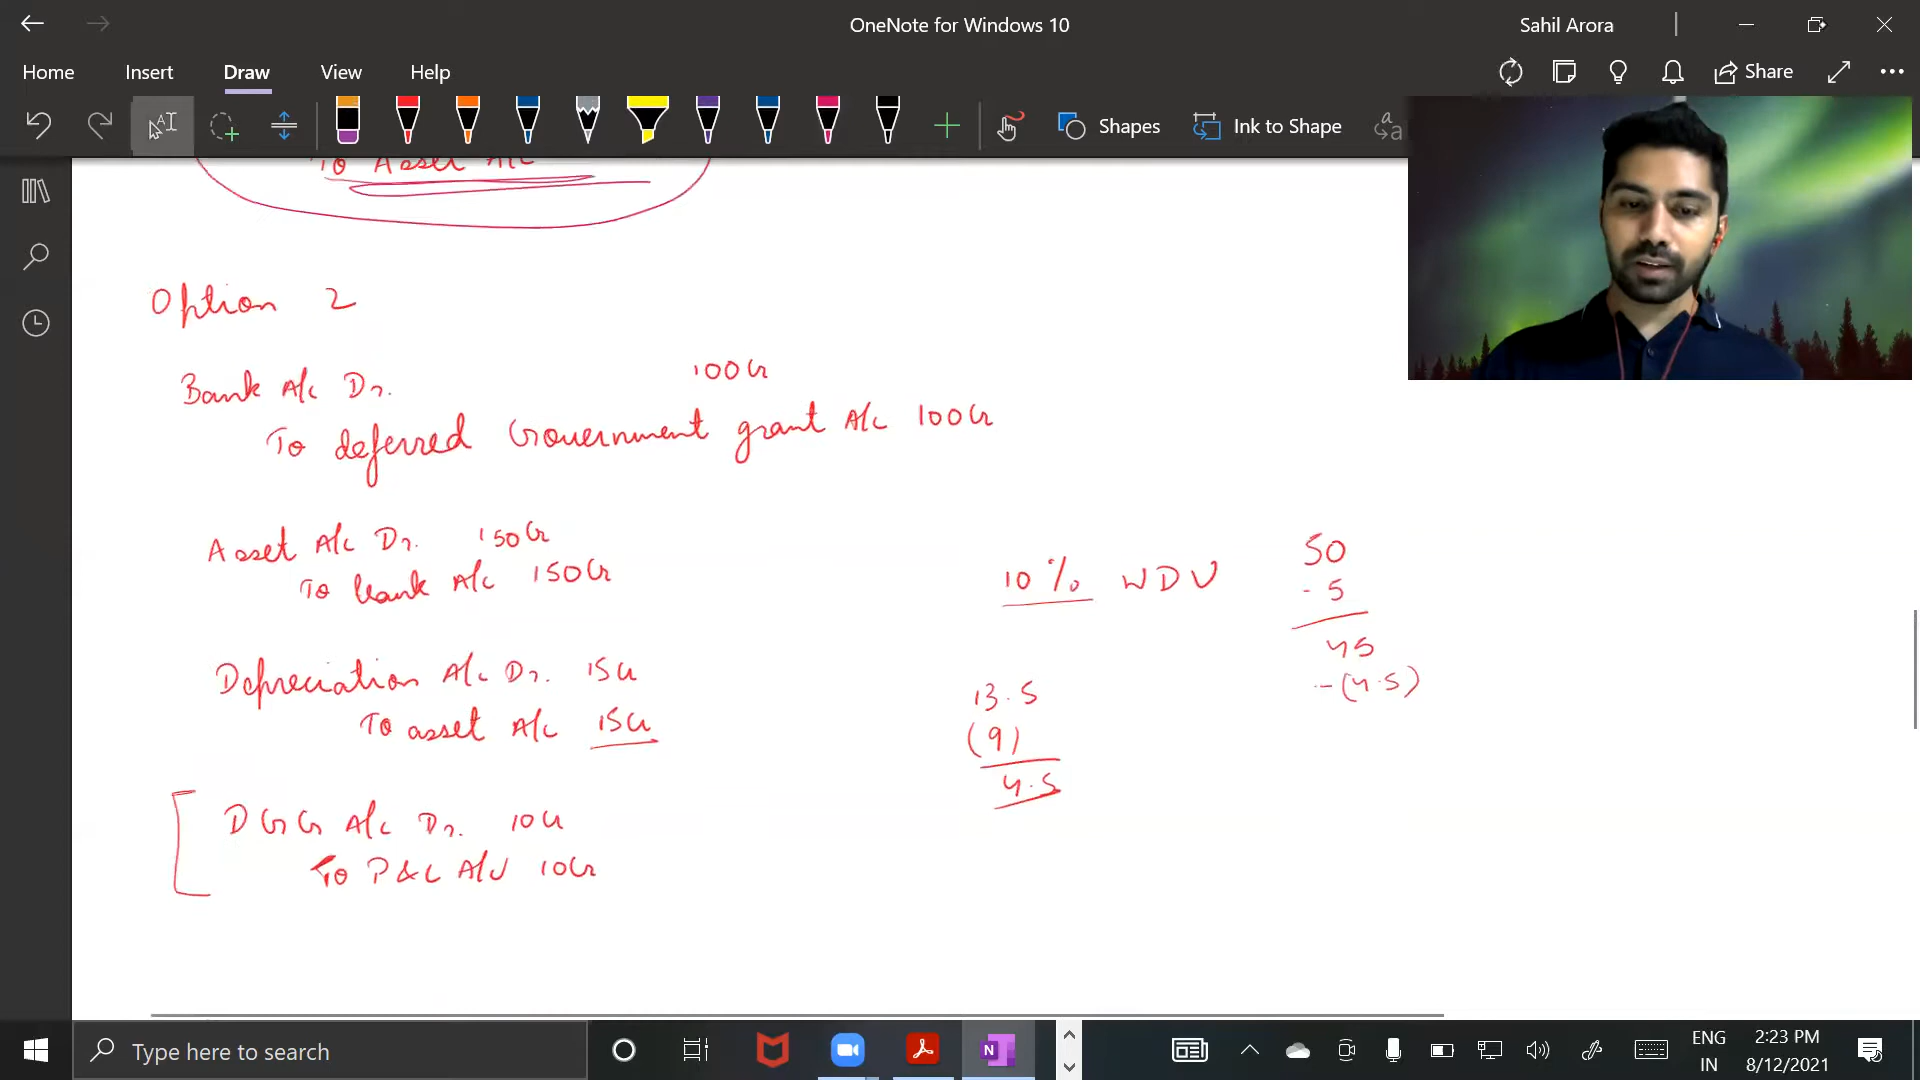 OneNote for Windows 10
Sahil Arora
Home Insert Draw View Help
Share
Shapes
Ink to Shape
To Asset A/c
Option 2
Bank A/c Dr. 100Cr
To deferred Government grant A/c 100Cr
Asset A/c Dr. 150Cr
To bank A/c 150Cr
Depreciation A/c Dr. 15Cr
To asset A/c 15Cr
DGG A/c Dr. 10Cr
To P&L A/c 10Cr
10% WDV
13.5
(9)
4.5
50
- 5
45
-(4.5)
Type here to search
ENG
IN
2:23 PM
8/12/2021